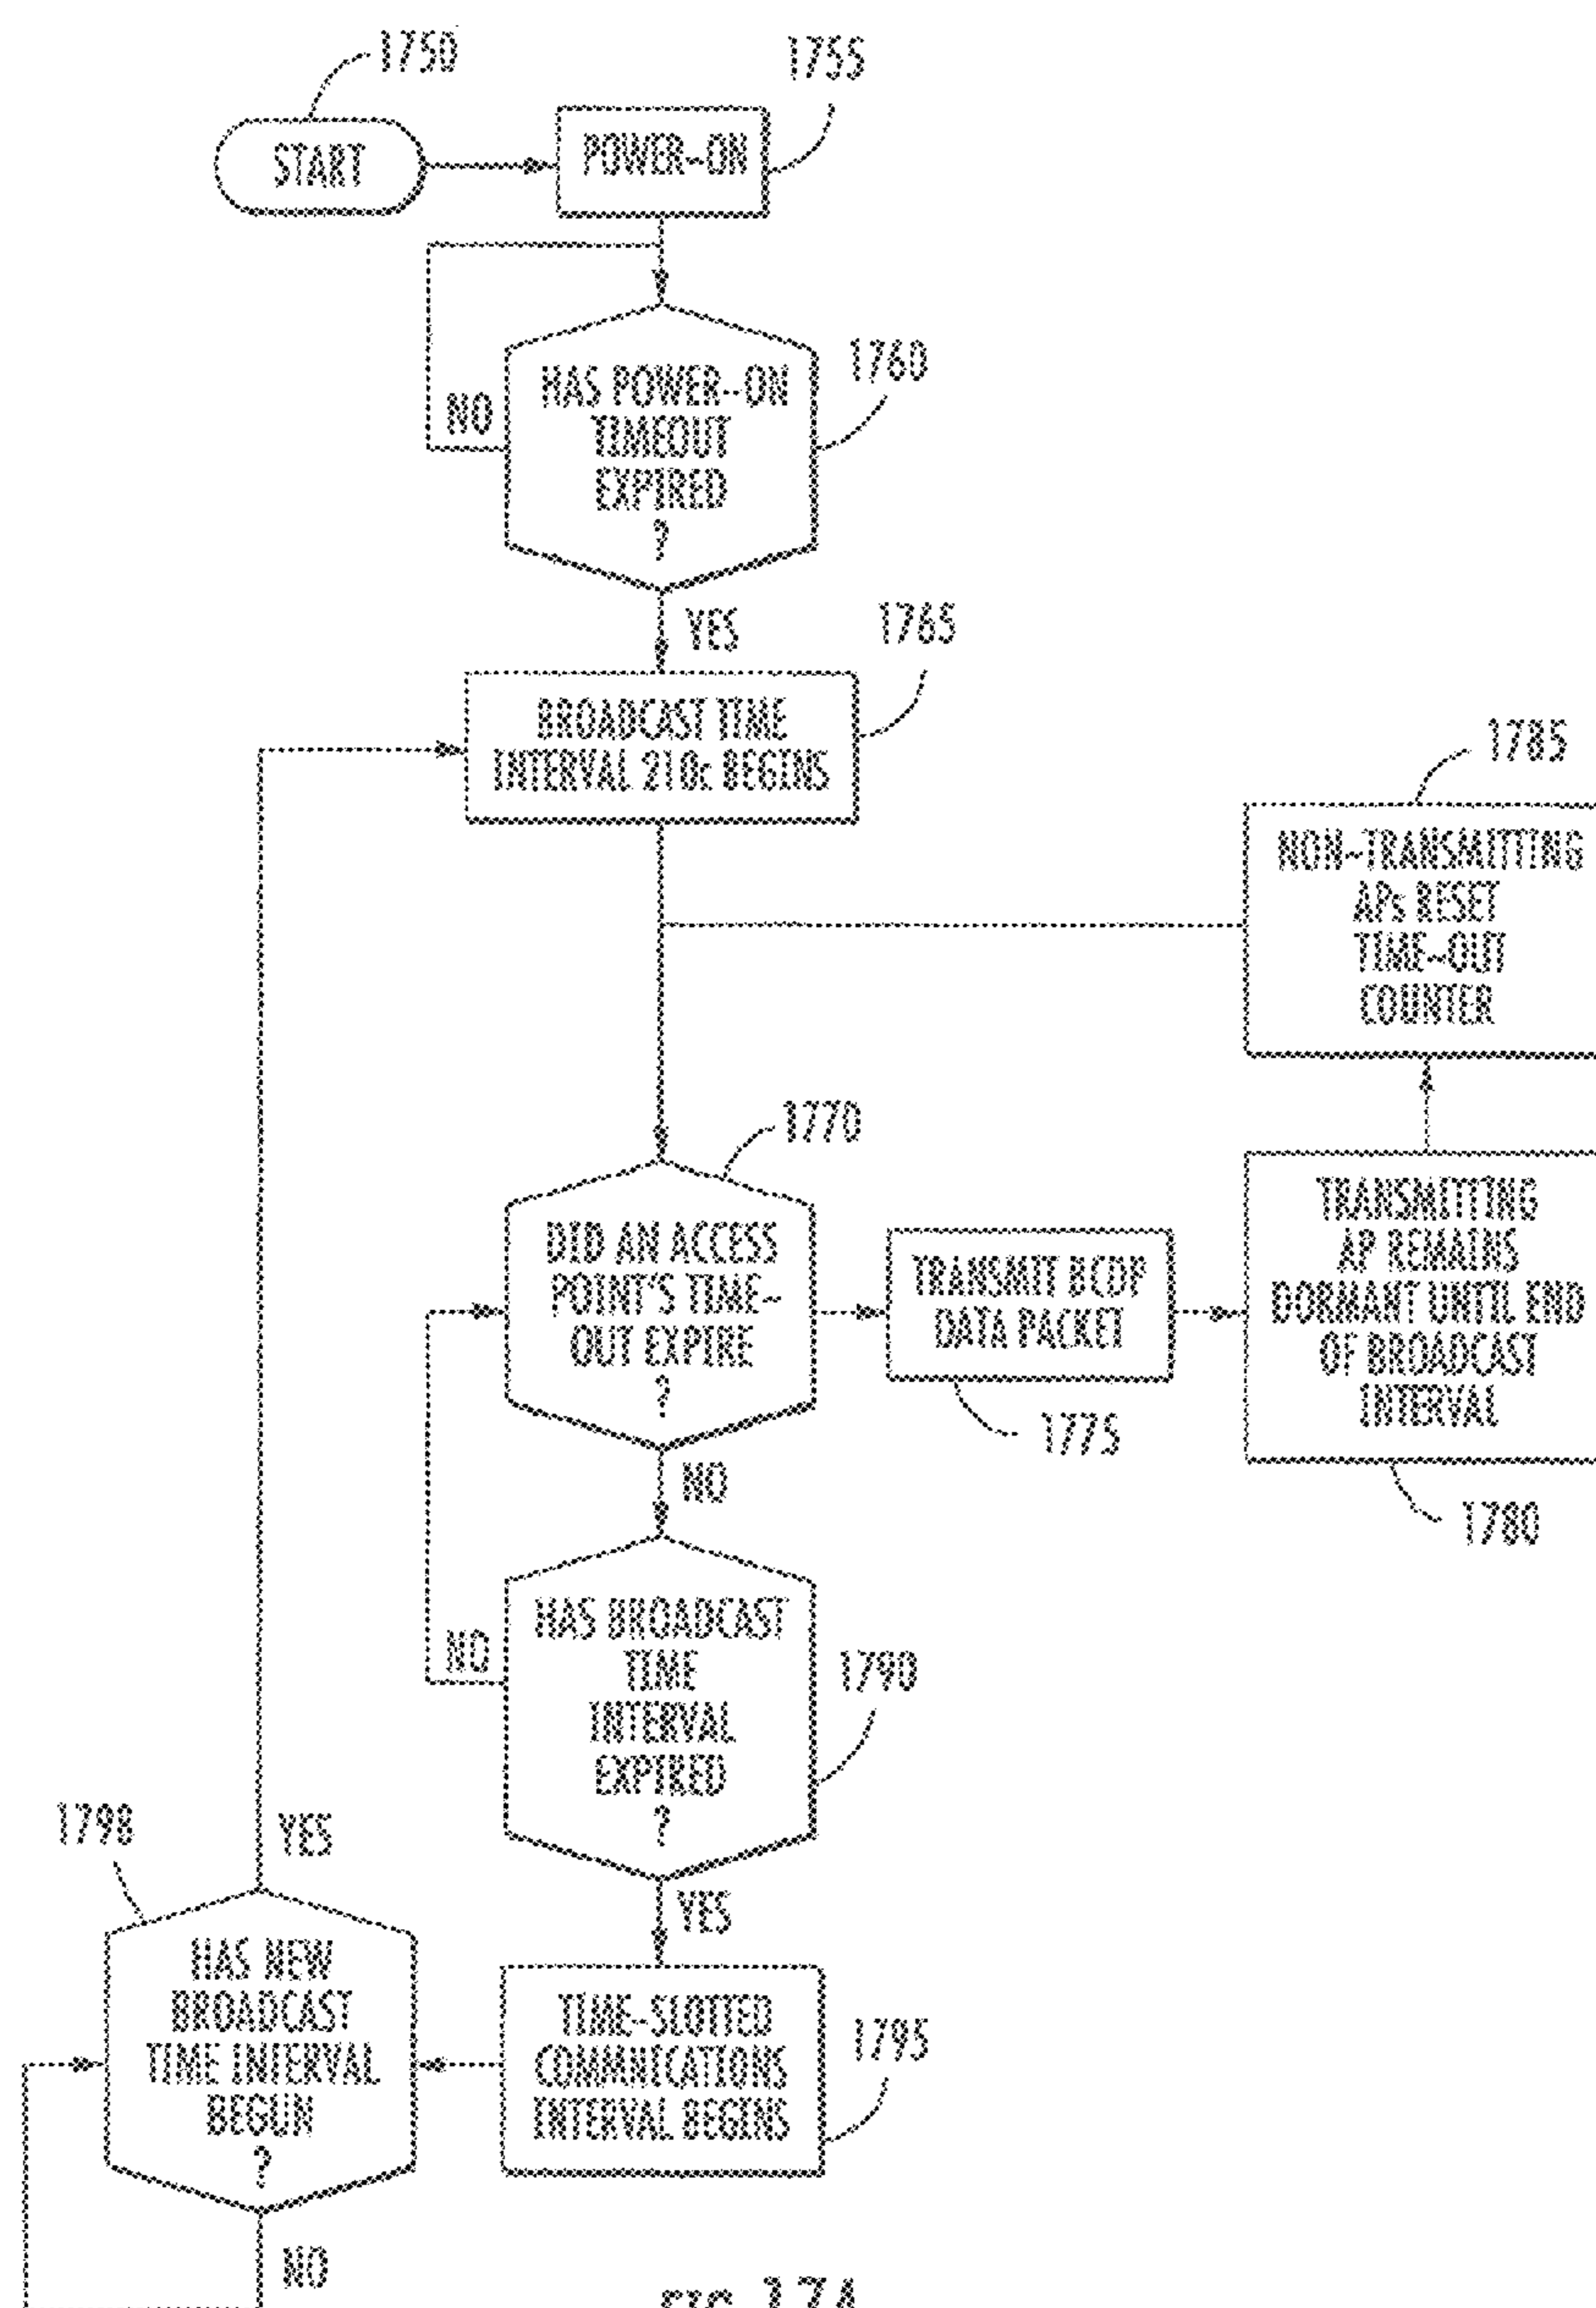 1750
1755
START
POWER-ON
1760
HAS POWER-ON
TIMEOUT
EXPIRED
?
NO
YES
1765
BROADCAST TIME
INTERVAL 210c BEGINS
1785
NON-TRANSMITTING
APs RESET
TIME-OUT
COUNTER
1770
DID AN ACCESS
POINT'S TIME-
OUT EXPIRE
?
TRANSMIT BCDP
DATA PACKET
1775
TRANSMITTING
AP REMAINS
DORMANT UNTIL END
OF BROADCAST
INTERVAL
1780
NO
HAS BROADCAST
TIME
INTERVAL
EXPIRED
?
NO
1790
YES
1798
YES
HAS NEW
BROADCAST
TIME INTERVAL
BEGUN
?
TIME-SLOTTED
COMMNICATIONS
INTERVAL BEGINS
1795
NO
FIG. 17A